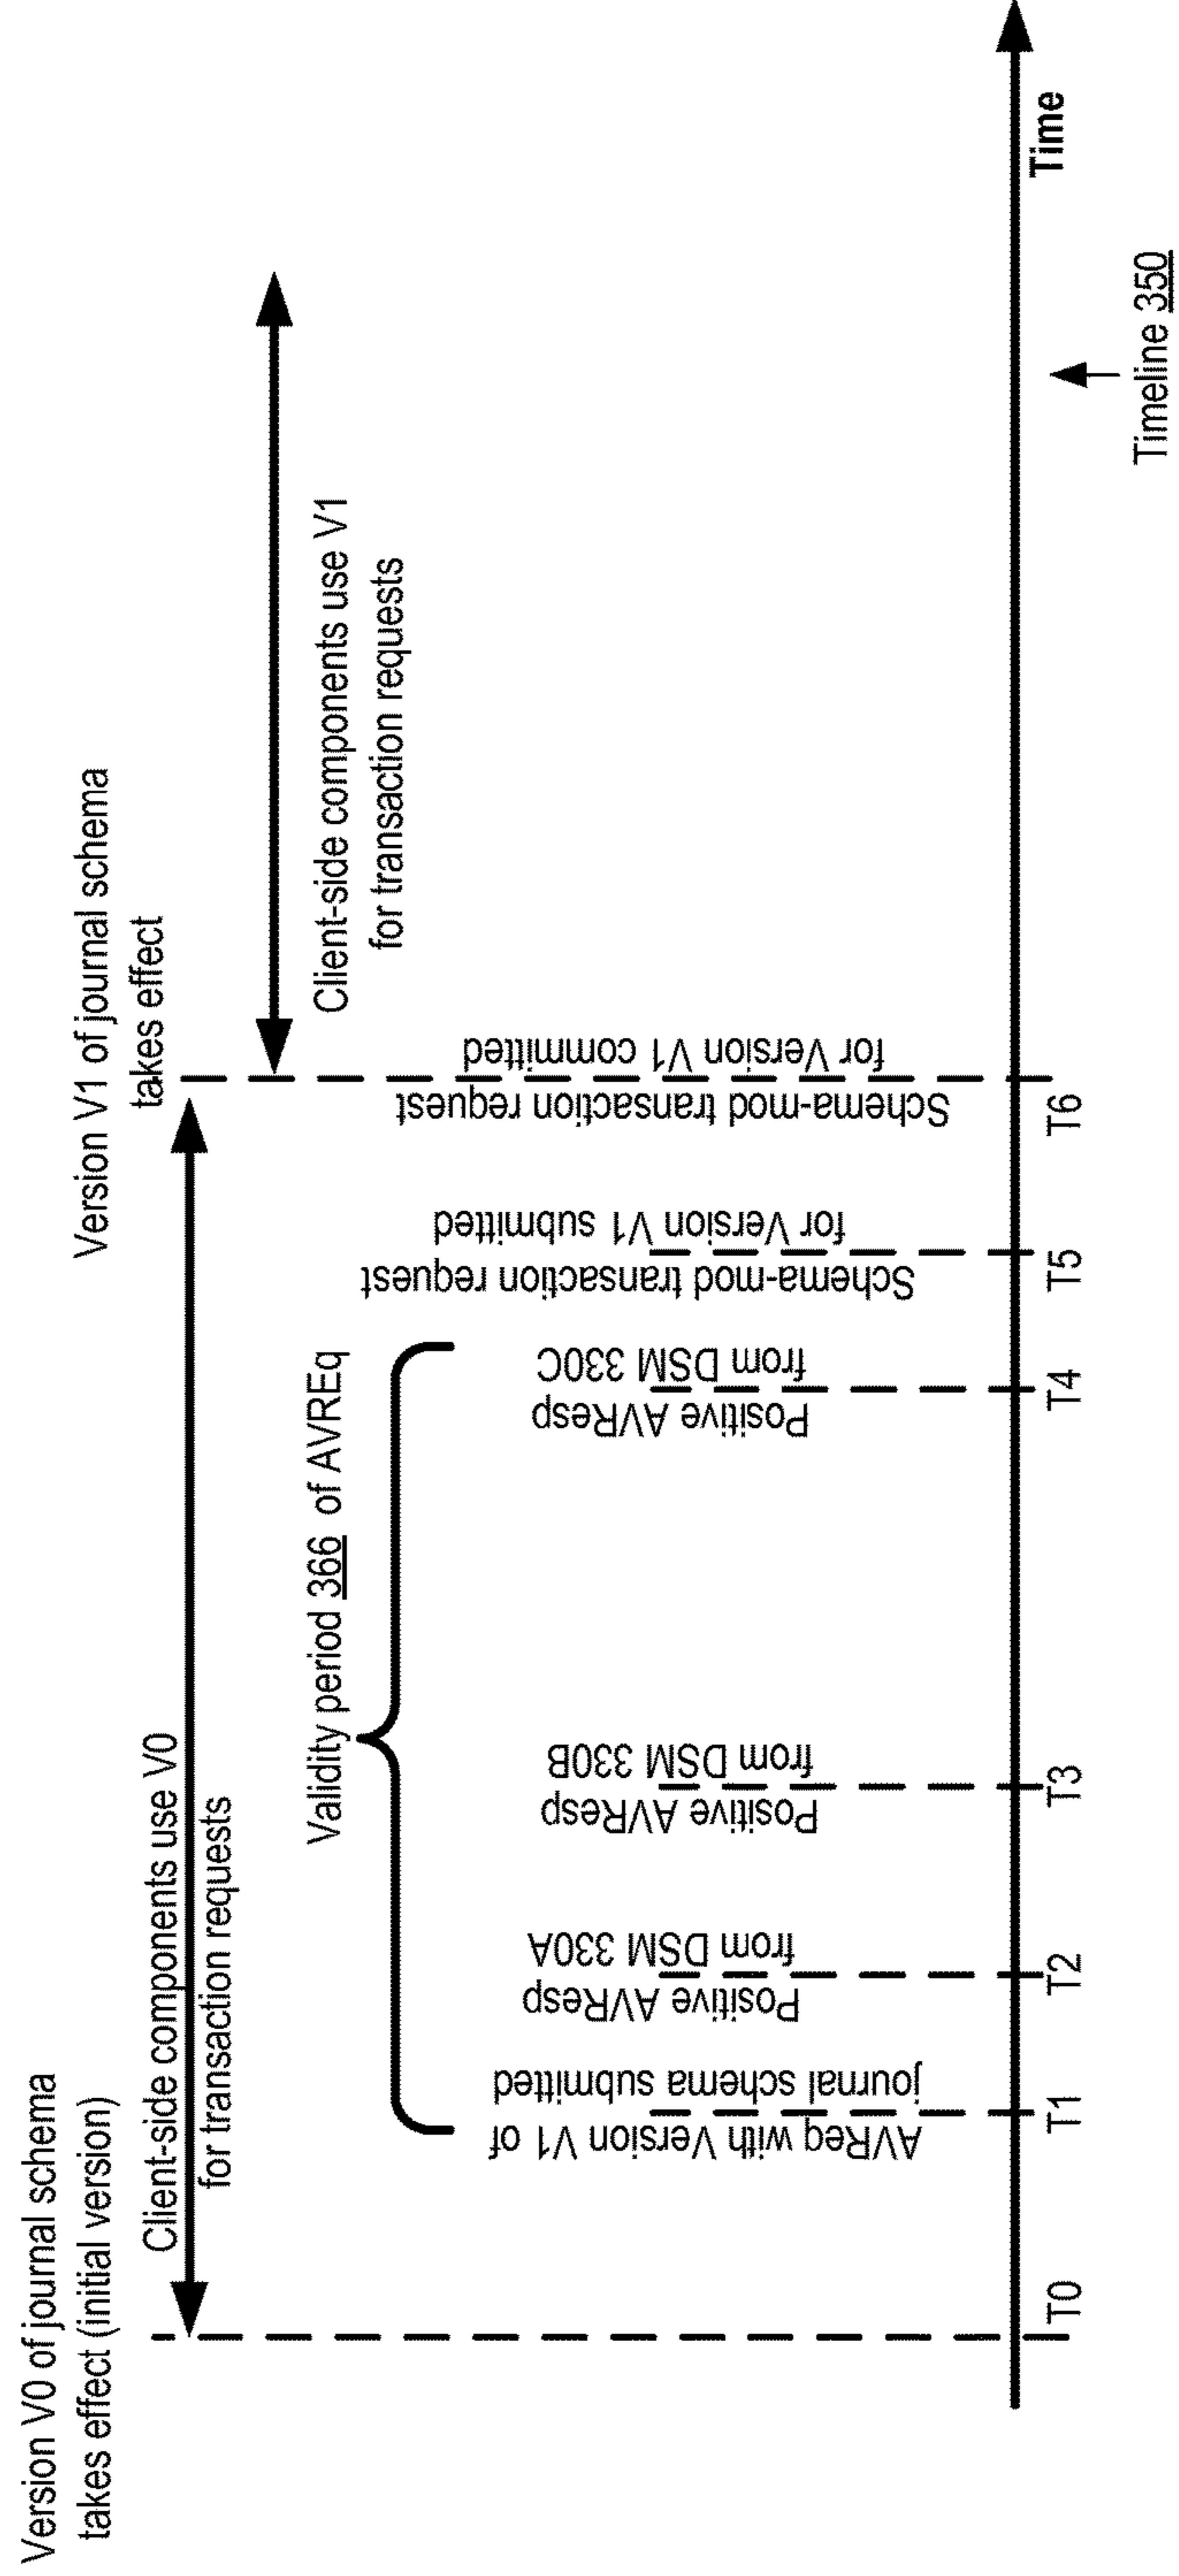 Version V0 of journal schema
takes effect (initial version)
Version V1 of journal schema
takes effect
Client-side components use V0
for transaction requests
Client-side components use V1
for transaction requests
Validity period 366 of AVREq
AVReq with Version V1 of
journal schema submitted
Positive AVResp
from DSM 330A
Positive AVResp
from DSM 330B
Positive AVResp
from DSM 330C
Schema-mod transaction request
for Version V1 submitted
Schema-mod transaction request
for Version V1 committed
T0
T1
T2
T3
T4
T5
T6
Time
Timeline 350